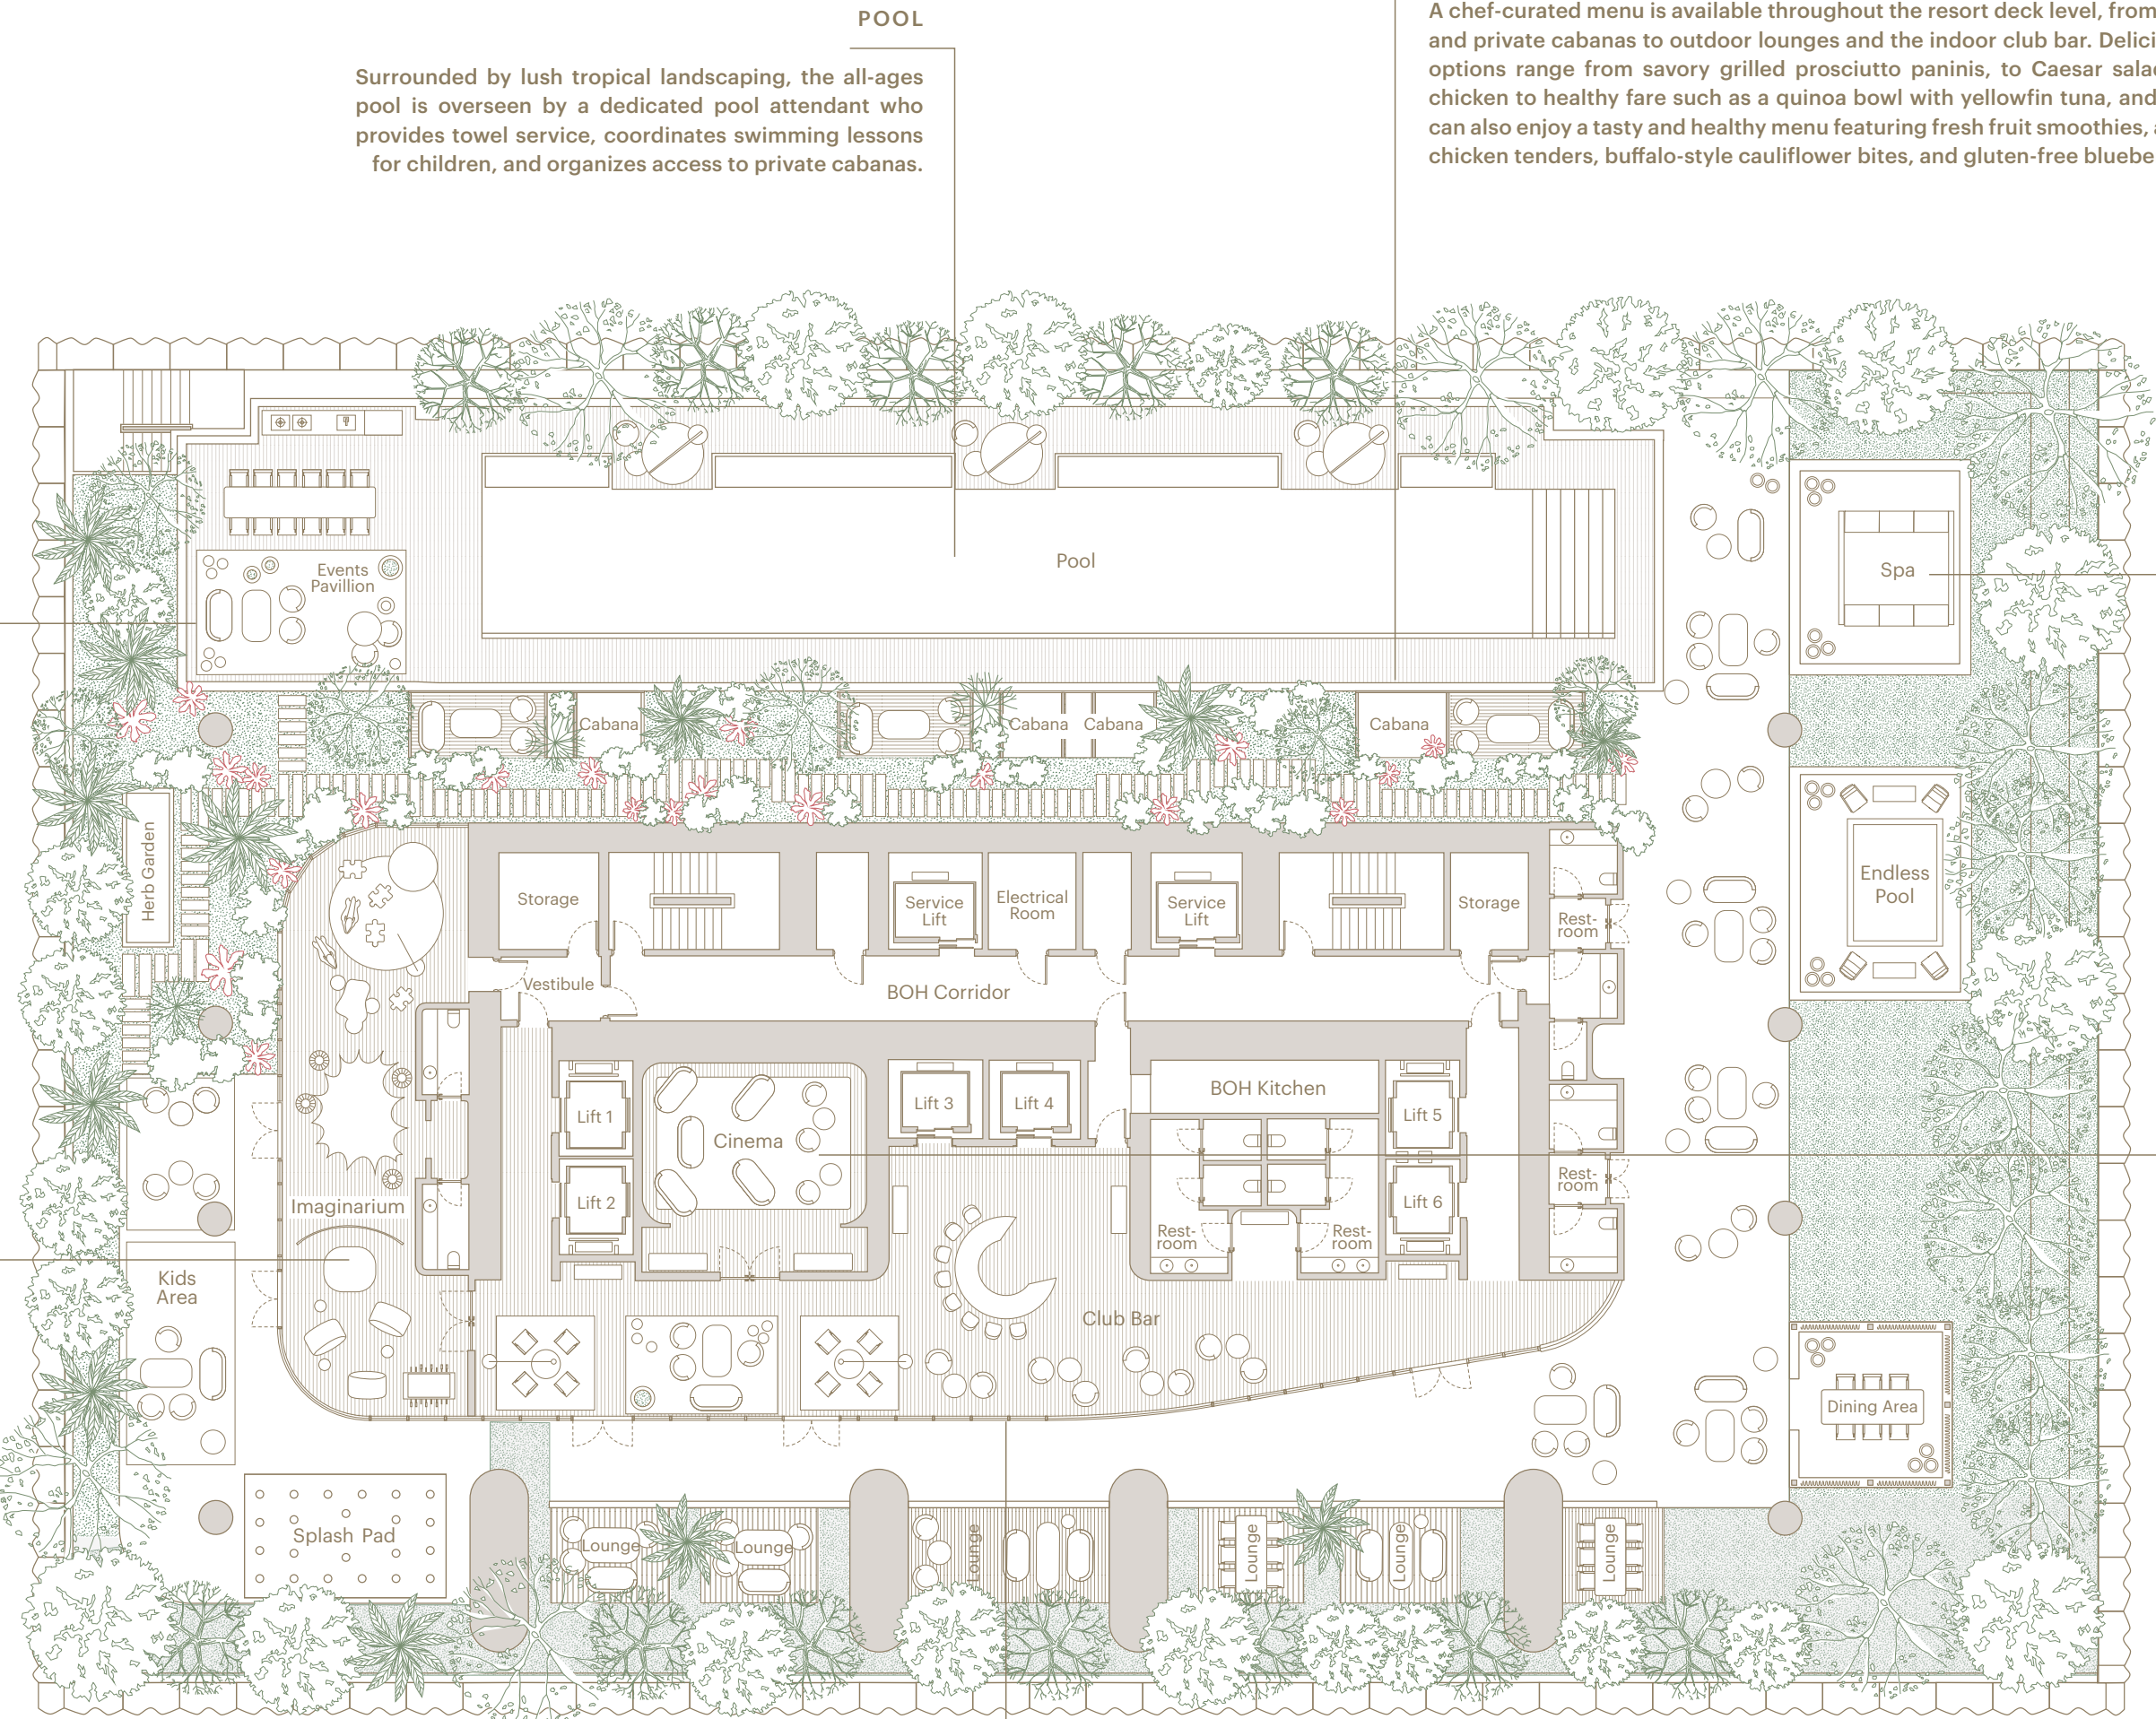 POOL
Surrounded by lush tropical landscaping, the all-ages
pool is overseen by a dedicated pool attendant who
provides towel service, coordinates swimming lessons
for children, and organizes access to private cabanas.
A chef-curated menu is available throughout the resort deck level, from
and private cabanas to outdoor lounges and the indoor club bar. Delici
options range from savory grilled prosciutto paninis, to Caesar sala
chicken to healthy fare such as a quinoa bowl with yellowfin tuna, and
can also enjoy a tasty and healthy menu featuring fresh fruit smoothies,
chicken tenders, buffalo-style cauliflower bites, and gluten-free bluebe
Events
Pavillion
Pool
Spa
Cabana
Cabana
Cabana
Cabana
Herb Garden
Storage
Service
Lift
Electrical
Room
Service
Lift
Storage
Rest-
room
Endless
Pool
Vestibule
BOH Corridor
Lift 1
Cinema
Lift 3
Lift 4
BOH Kitchen
Lift 5
Lift 2
Lift 6
Rest-
room
Imaginarium
Rest-
room
Rest-
room
Kids
Area
Club Bar
Dining Area
Splash Pad
Lounge
Lounge
Lounge
Lounge
Lounge
Lounge